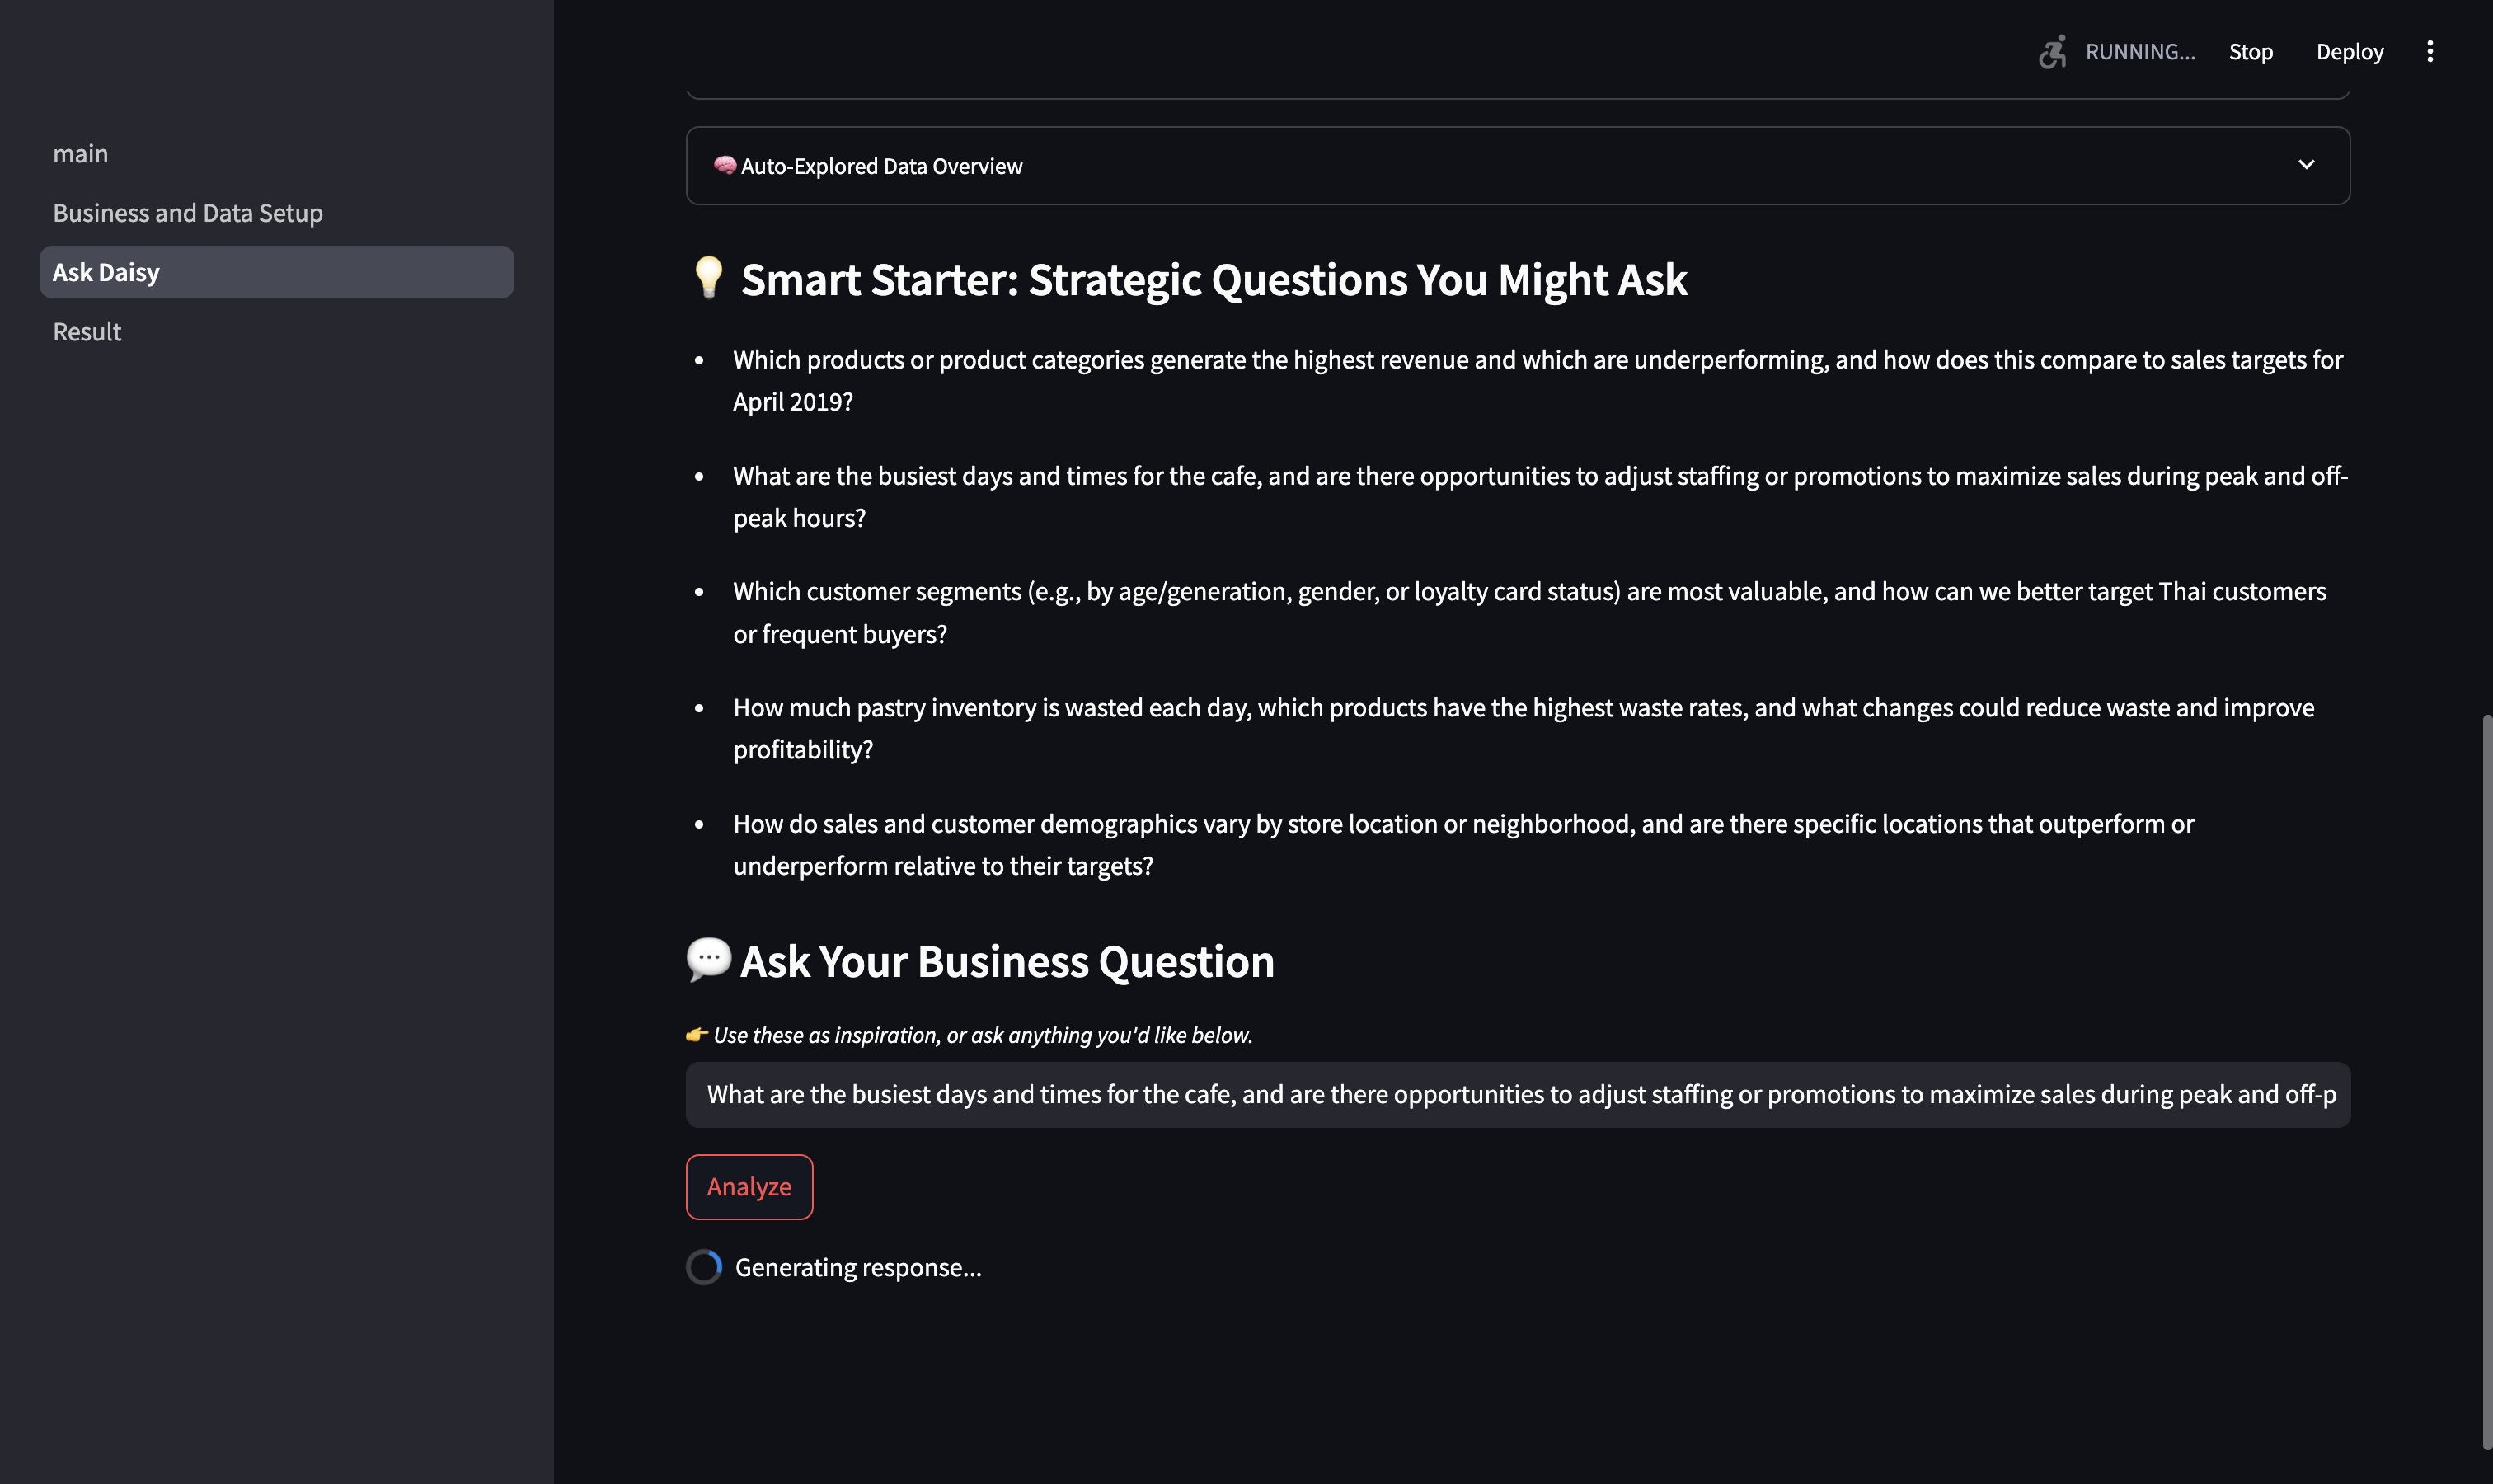 RUNNING...
Stop
Deploy
main
Business and Data Setup
Ask Daisy
Result
🧠 Auto-Explored Data Overview
💡 Smart Starter: Strategic Questions You Might Ask
• Which products or product categories generate the highest revenue and which are underperforming, and how does this compare to sales targets for
April 2019?
• What are the busiest days and times for the cafe, and are there opportunities to adjust staffing or promotions to maximize sales during peak and off-
peak hours?
• Which customer segments (e.g., by age/generation, gender, or loyalty card status) are most valuable, and how can we better target Thai customers
or frequent buyers?
• How much pastry inventory is wasted each day, which products have the highest waste rates, and what changes could reduce waste and improve
profitability?
• How do sales and customer demographics vary by store location or neighborhood, and are there specific locations that outperform or
underperform relative to their targets?
💬 Ask Your Business Question
👉 Use these as inspiration, or ask anything you'd like below.
What are the busiest days and times for the cafe, and are there opportunities to adjust staffing or promotions to maximize sales during peak and off-p
Analyze
Generating response...